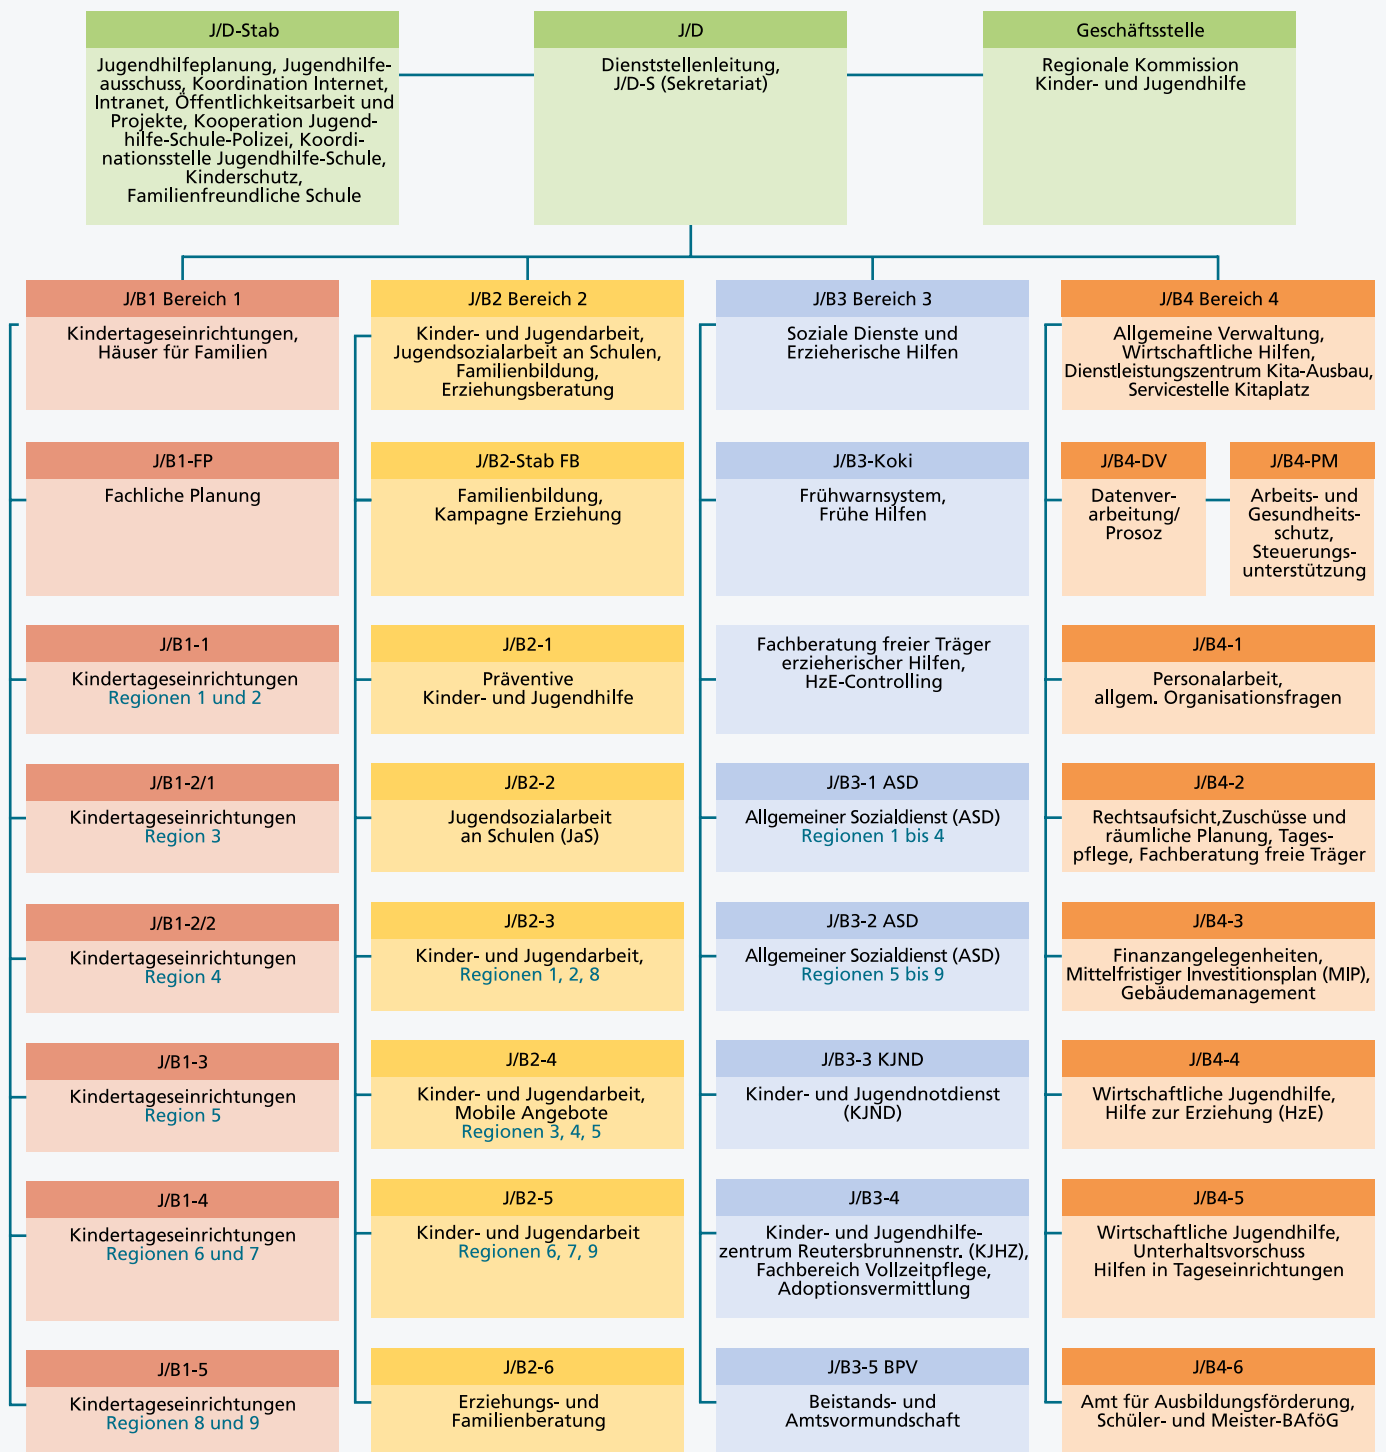 J/D-Stab
Jugendhilfeplanung, Jugendhilfe-
ausschuss, Koordination Internet,
Intranet, Öffentlichkeitsarbeit und
Projekte, Kooperation Jugend-
hilfe-Schule-Polizei, Koordi-
nationsstelle Jugendhilfe-Schule,
Kinderschutz,
Familienfreundliche Schule
J/D
Dienststellenleitung,
J/D-S (Sekretariat)
Geschäftsstelle
Regionale Kommission
Kinder- und Jugendhilfe
J/B1 Bereich 1
Kindertageseinrichtungen,
Häuser für Familien
J/B1-FP
Fachliche Planung
J/B1-1
Kindertageseinrichtungen
Regionen 1 und 2
J/B1-2/1
Kindertageseinrichtungen
Region 3
J/B1-2/2
Kindertageseinrichtungen
Region 4
J/B1-3
Kindertageseinrichtungen
Region 5
J/B1-4
Kindertageseinrichtungen
Regionen 6 und 7
J/B1-5
Kindertageseinrichtungen
Regionen 8 und 9
J/B2 Bereich 2
Kinder- und Jugendarbeit,
Jugendsozialarbeit an Schulen,
Familienbildung,
Erziehungsberatung
J/B2-Stab FB
Familienbildung,
Kampagne Erziehung
J/B2-1
Präventive
Kinder- und Jugendhilfe
J/B2-2
Jugendsozialarbeit
an Schulen (JaS)
J/B2-3
Kinder- und Jugendarbeit,
Regionen 1, 2, 8
J/B2-4
Kinder- und Jugendarbeit,
Mobile Angebote
Regionen 3, 4, 5
J/B2-5
Kinder- und Jugendarbeit
Regionen 6, 7, 9
J/B2-6
Erziehungs- und
Familienberatung
J/B3 Bereich 3
Soziale Dienste und
Erzieherische Hilfen
J/B3-Koki
Frühwarnsystem,
Frühe Hilfen
Fachberatung freier Träger
erzieherischer Hilfen,
HzE-Controlling
J/B3-1 ASD
Allgemeiner Sozialdienst (ASD)
Regionen 1 bis 4
J/B3-2 ASD
Allgemeiner Sozialdienst (ASD)
Regionen 5 bis 9
J/B3-3 KJND
Kinder- und Jugendnotdienst
(KJND)
J/B3-4
Kinder- und Jugendhilfe-
zentrum Reutersbrunnenstr. (KJHZ),
Fachbereich Vollzeitpflege,
Adoptionsvermittlung
J/B3-5 BPV
Beistands- und
Amtsvormundschaft
J/B4 Bereich 4
Allgemeine Verwaltung,
Wirtschaftliche Hilfen,
Dienstleistungszentrum Kita-Ausbau,
Servicestelle Kitaplatz
J/B4-DV
Datenver-
arbeitung/
Prosoz
J/B4-PM
Arbeits- und
Gesundheits-
schutz,
Steuerungs-
unterstützung
J/B4-1
Personalarbeit,
allgem. Organisationsfragen
J/B4-2
Rechtsaufsicht,Zuschüsse und
räumliche Planung, Tages-
pflege, Fachberatung freie Träger
J/B4-3
Finanzangelegenheiten,
Mittelfristiger Investitionsplan (MIP),
Gebäudemanagement
J/B4-4
Wirtschaftliche Jugendhilfe,
Hilfe zur Erziehung (HzE)
J/B4-5
Wirtschaftliche Jugendhilfe,
Unterhaltsvorschuss
Hilfen in Tageseinrichtungen
J/B4-6
Amt für Ausbildungsförderung,
Schüler- und Meister-BAföG